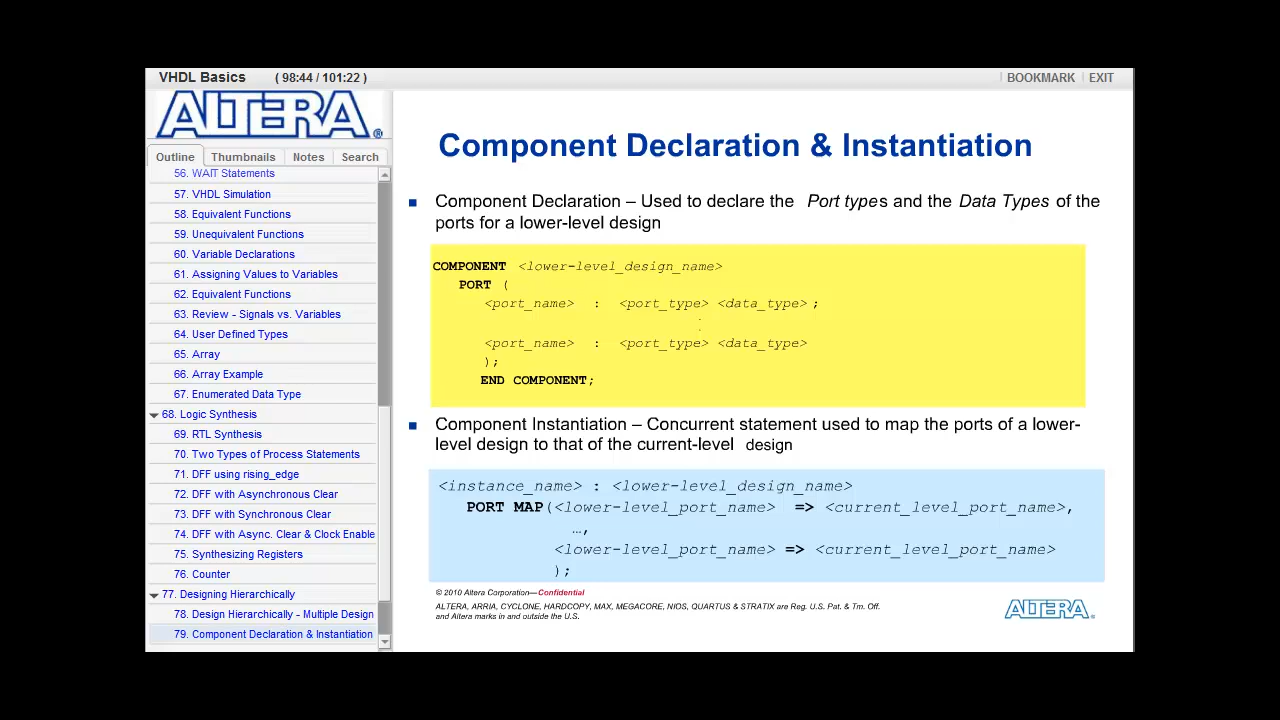 VHDL Basics ( 98:44 / 101:22 )
BOOKMARK EXIT
ALTERA®
Outline Thumbnails Notes Search
56. WAIT Statements
57. VHDL Simulation
58. Equivalent Functions
59. Unequivalent Functions
60. Variable Declarations
61. Assigning Values to Variables
62. Equivalent Functions
63. Review - Signals vs. Variables
64. User Defined Types
65. Array
66. Array Example
67. Enumerated Data Type
68. Logic Synthesis
69. RTL Synthesis
70. Two Types of Process Statements
71. DFF using rising_edge
72. DFF with Asynchronous Clear
73. DFF with Synchronous Clear
74. DFF with Async. Clear & Clock Enable
75. Synthesizing Registers
76. Counter
77. Designing Hierarchically
78. Design Hierarchically - Multiple Design
79. Component Declaration & Instantiation
Component Declaration & Instantiation
Component Declaration – Used to declare the Port types and the Data Types of the
ports for a lower-level design
COMPONENT <lower-level_design_name>
PORT (
<port_name> : <port_type> <data_type> ;
:
<port_name> : <port_type> <data_type>
);
END COMPONENT;
Component Instantiation – Concurrent statement used to map the ports of a lower-
level design to that of the current-level design
<instance_name> : <lower-level_design_name>
PORT MAP(<lower-level_port_name> => <current_level_port_name>,
…,
<lower-level_port_name> => <current_level_port_name>
);
© 2010 Altera Corporation—Confidential
ALTERA, ARRIA, CYCLONE, HARDCOPY, MAX, MEGACORE, NIOS, QUARTUS & STRATIX are Reg. U.S. Pat. & Tm. Off.
and Altera marks in and outside the U.S.
ALTERA®